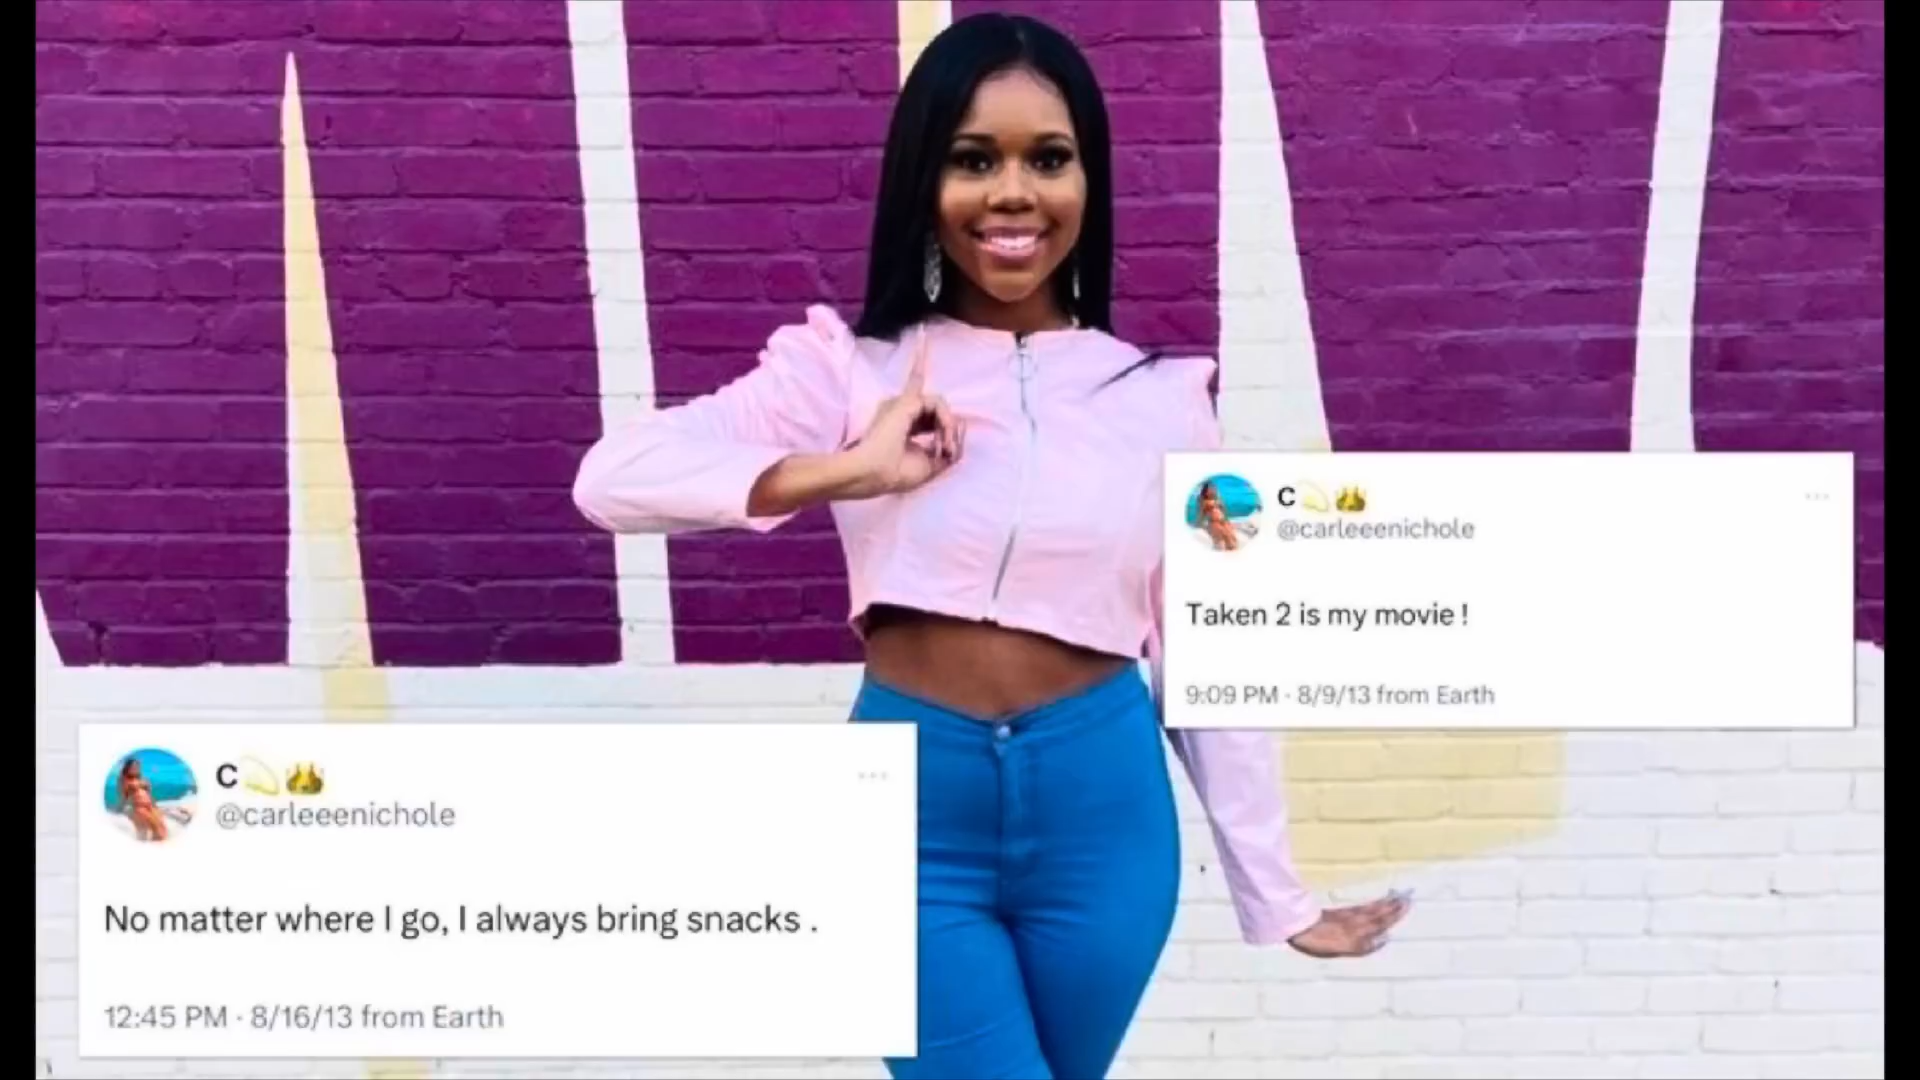 C💫👑
@carleeenichole
Taken 2 is my movie !
9:09 PM · 8/9/13 from Earth
C💫👑
@carleeenichole
No matter where I go, I always bring snacks .
12:45 PM · 8/16/13 from Earth